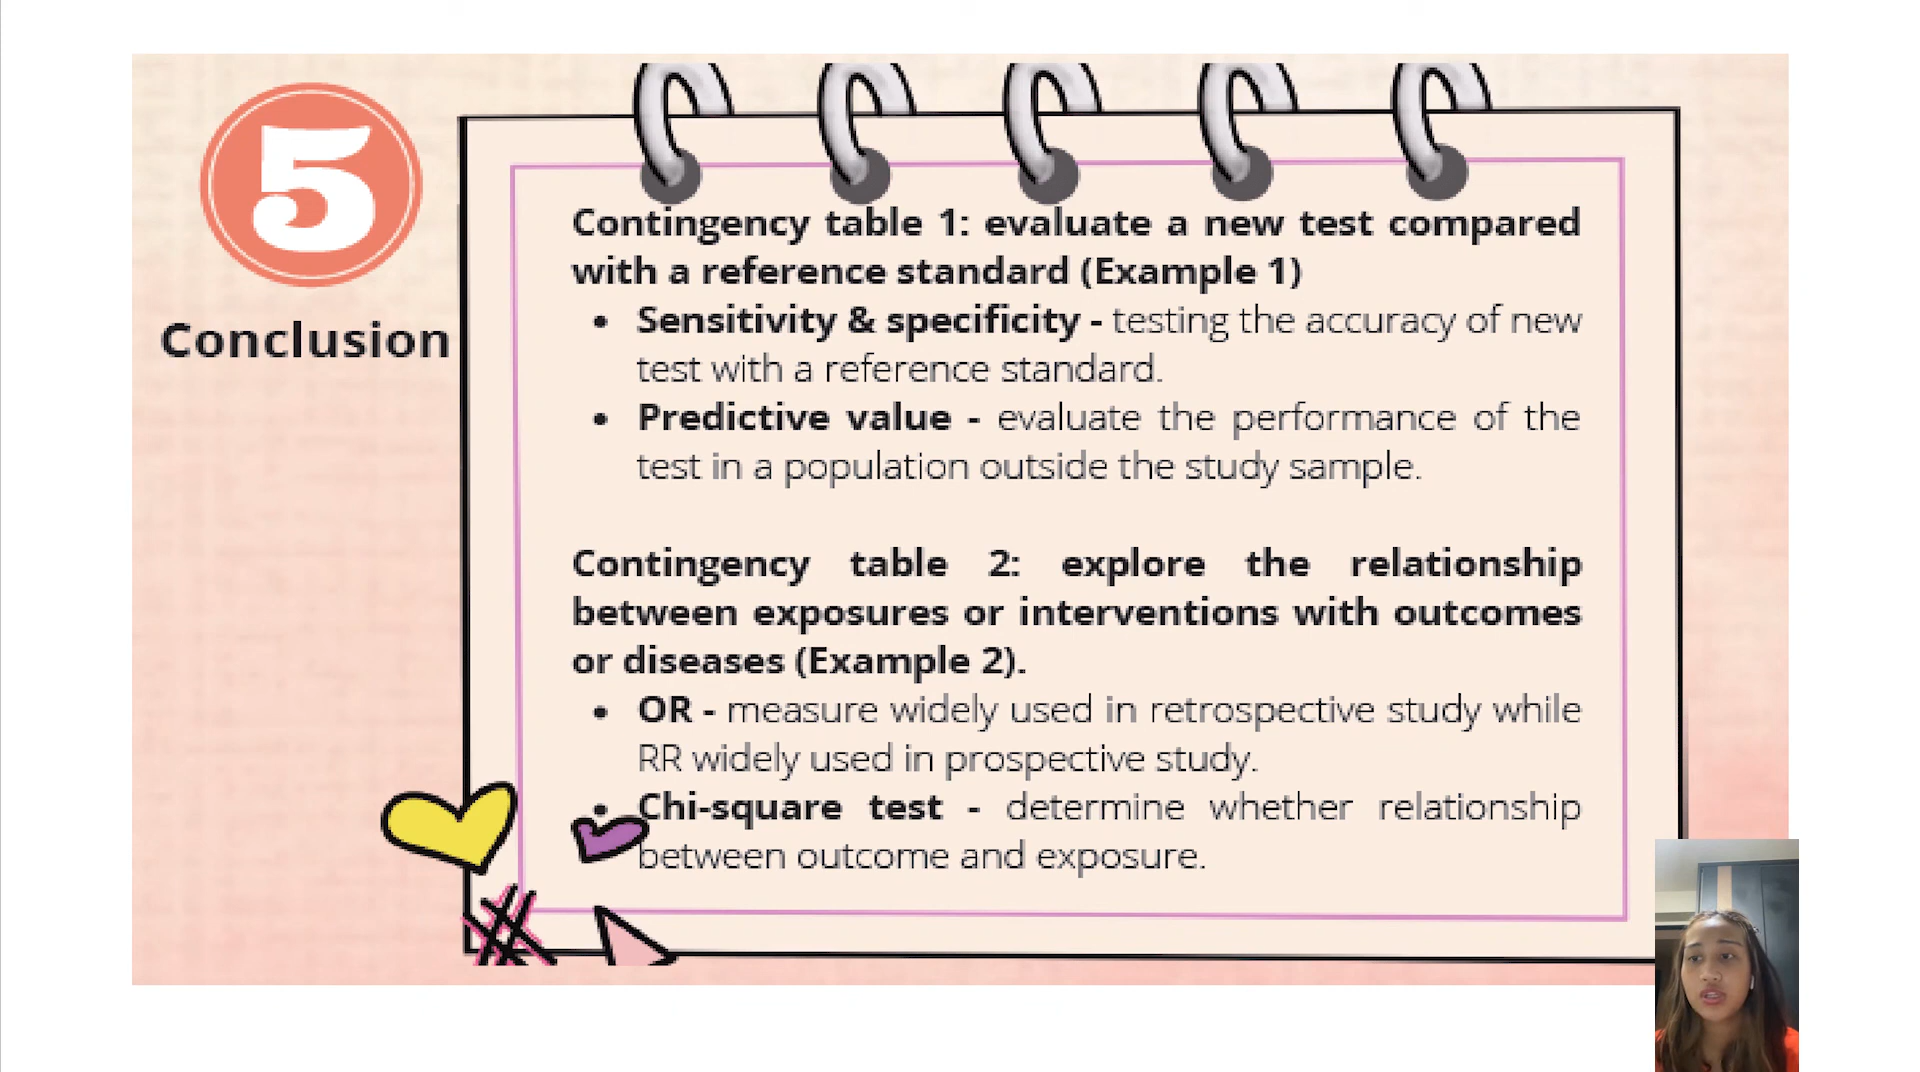 5
Conclusion
Contingency table 1: evaluate a new test compared
with a reference standard (Example 1)
• Sensitivity & specificity - testing the accuracy of new
test with a reference standard.
• Predictive value - evaluate the performance of the
test in a population outside the study sample.
Contingency table 2: explore the relationship
between exposures or interventions with outcomes
or diseases (Example 2).
• OR - measure widely used in retrospective study while
RR widely used in prospective study.
• Chi-square test - determine whether relationship
between outcome and exposure.